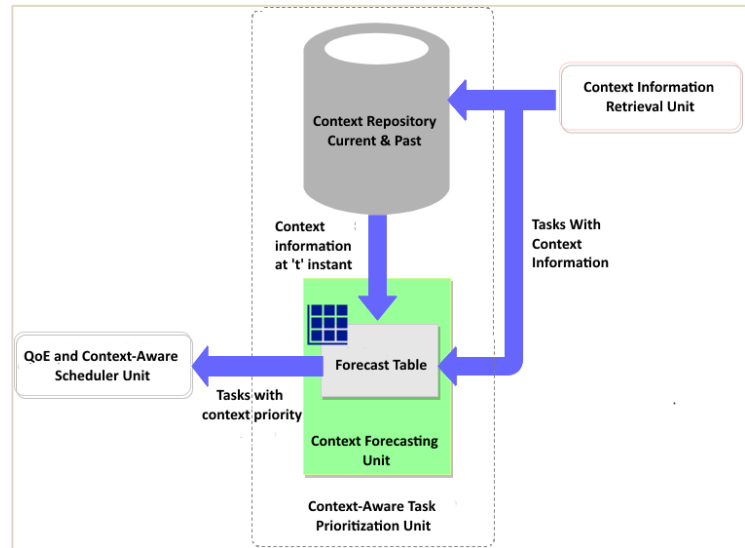 Context Repository
Current & Past
Context Information
Retrieval Unit
Context
information
at 't' instant
Tasks With
Context
Information
QoE and Context-Aware
Scheduler Unit
Forecast Table
Tasks with
context priority
Context Forecasting
Unit
Context-Aware Task
Prioritization Unit